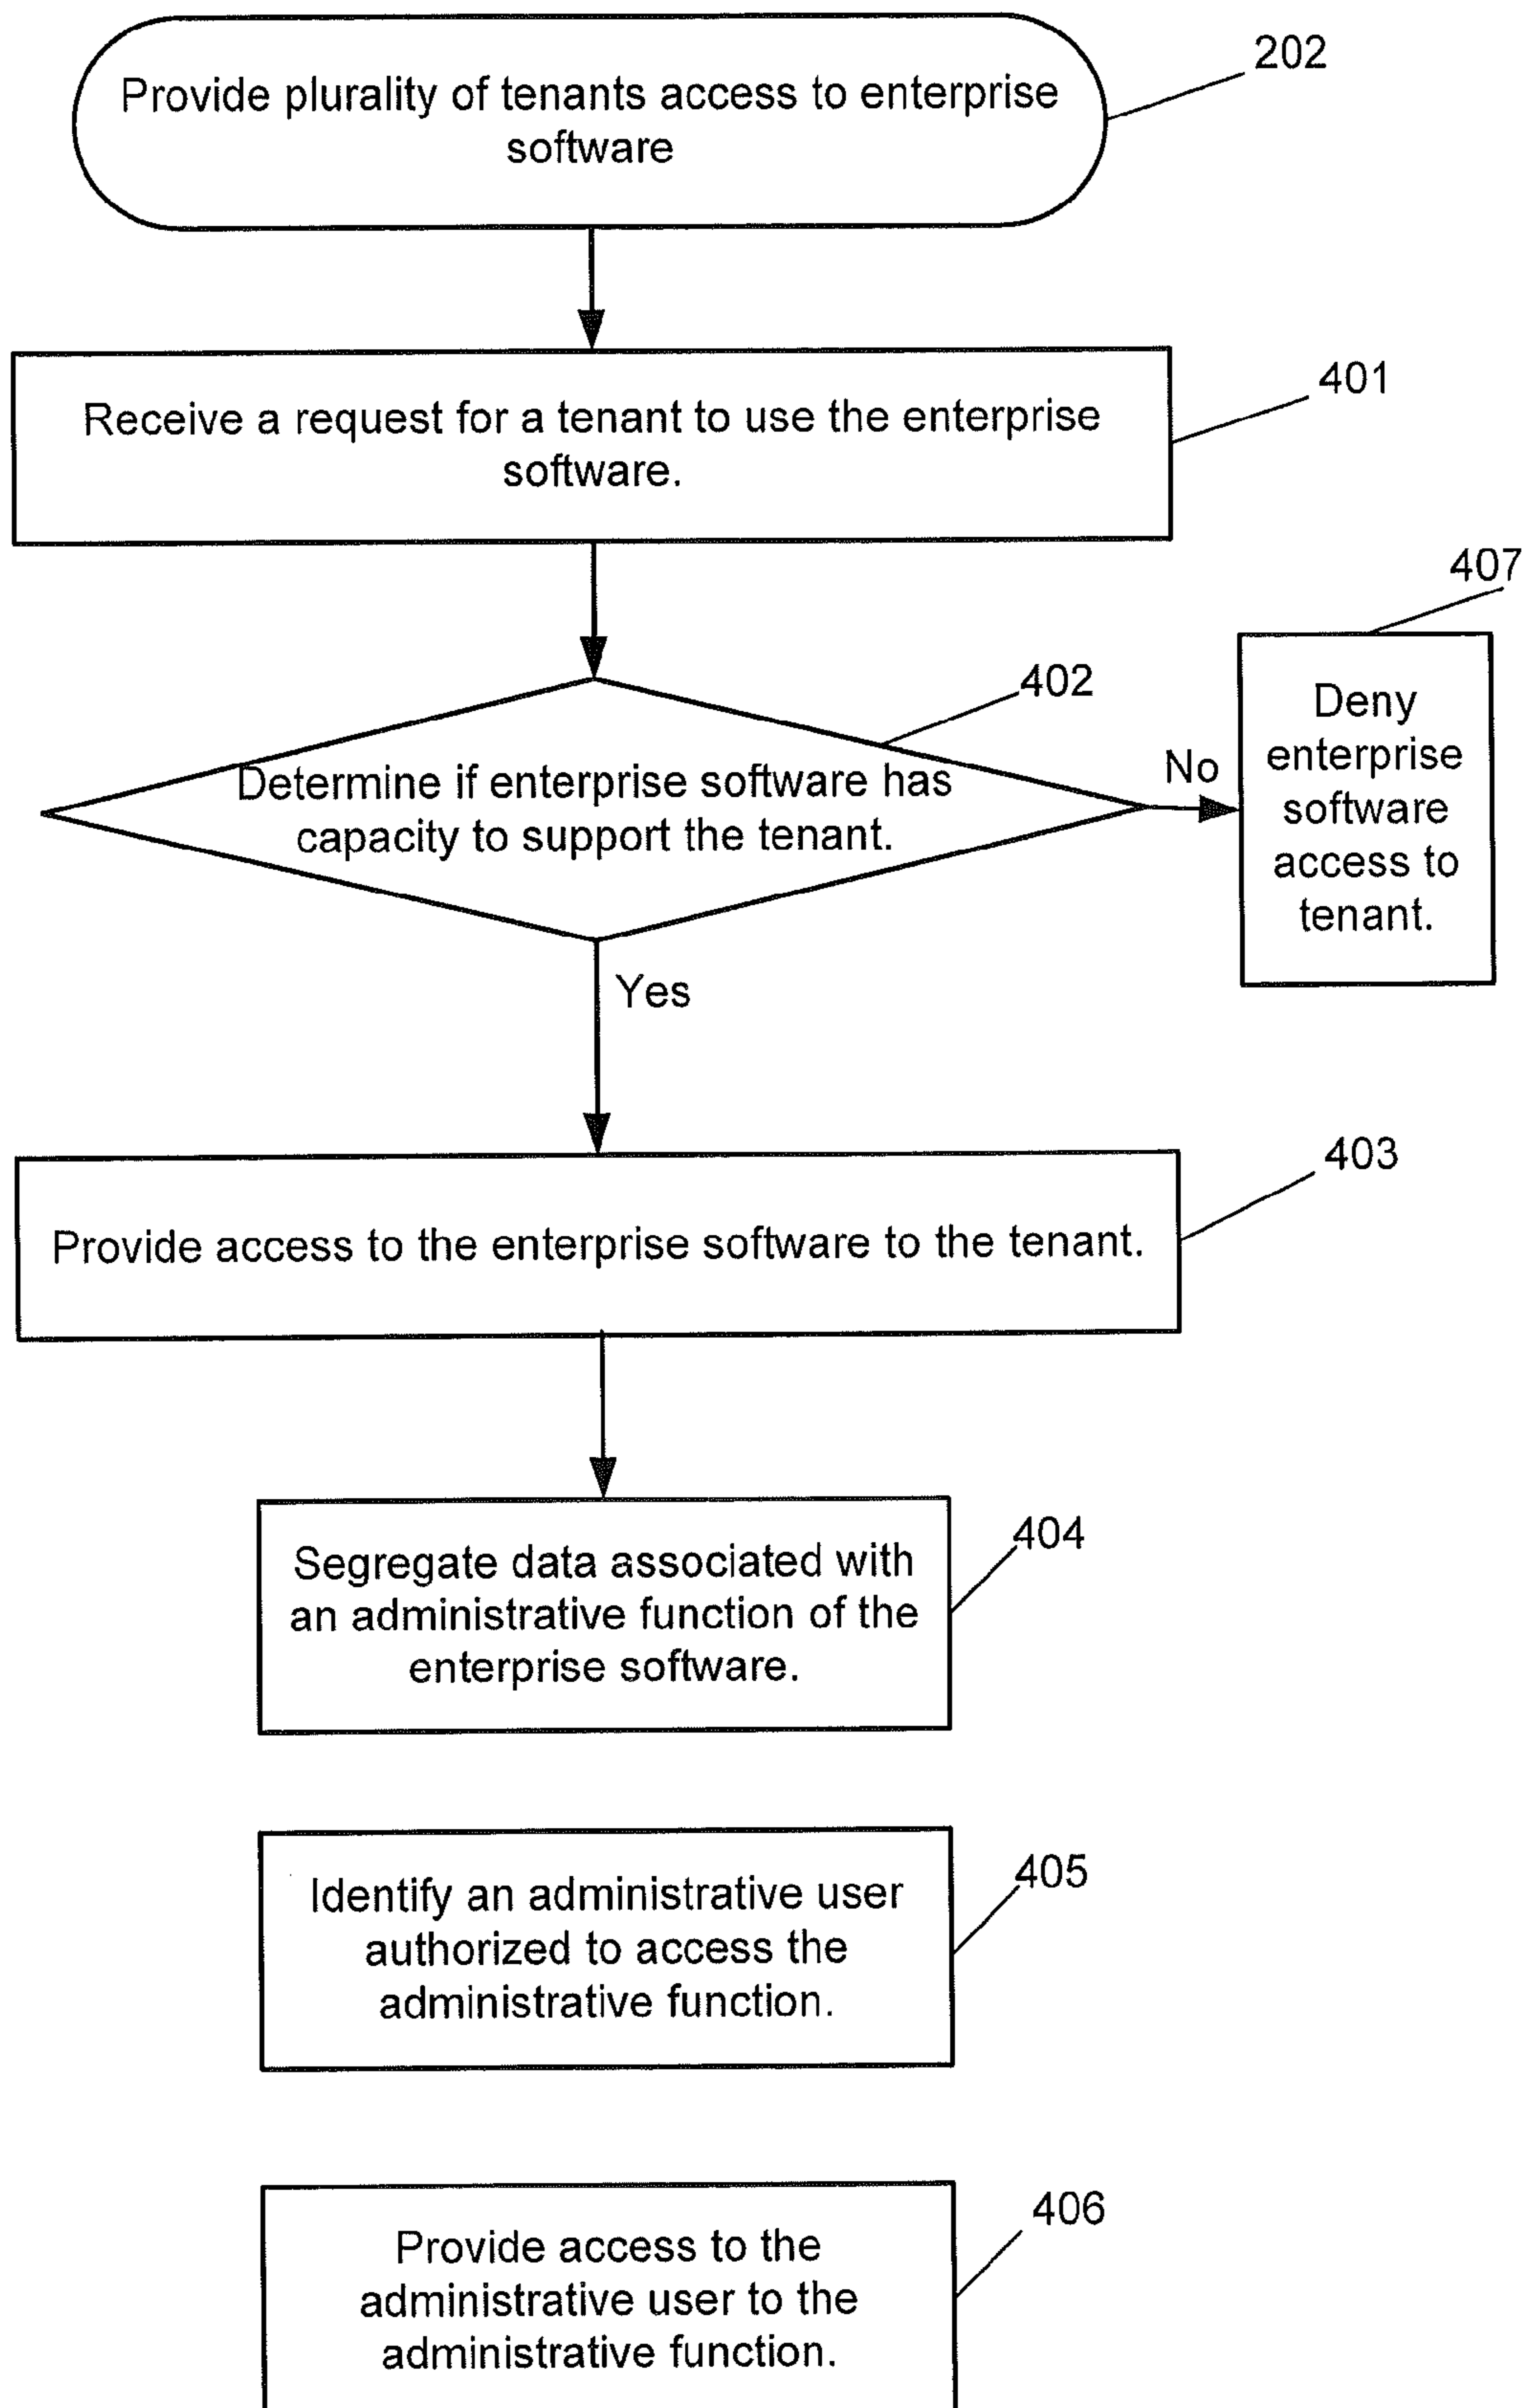 Provide plurality of tenants access to enterprise
software
202
Receive a request for a tenant to use the enterprise
software.
401
407
Deny
enterprise
software
access to
tenant.
402
Determine if enterprise software has
capacity to support the tenant.
No
Yes
403
Provide access to the enterprise software to the tenant.
404
Segregate data associated with
an administrative function of the
enterprise software.
405
Identify an administrative user
authorized to access the
administrative function.
406
Provide access to the
administrative user to the
administrative function.